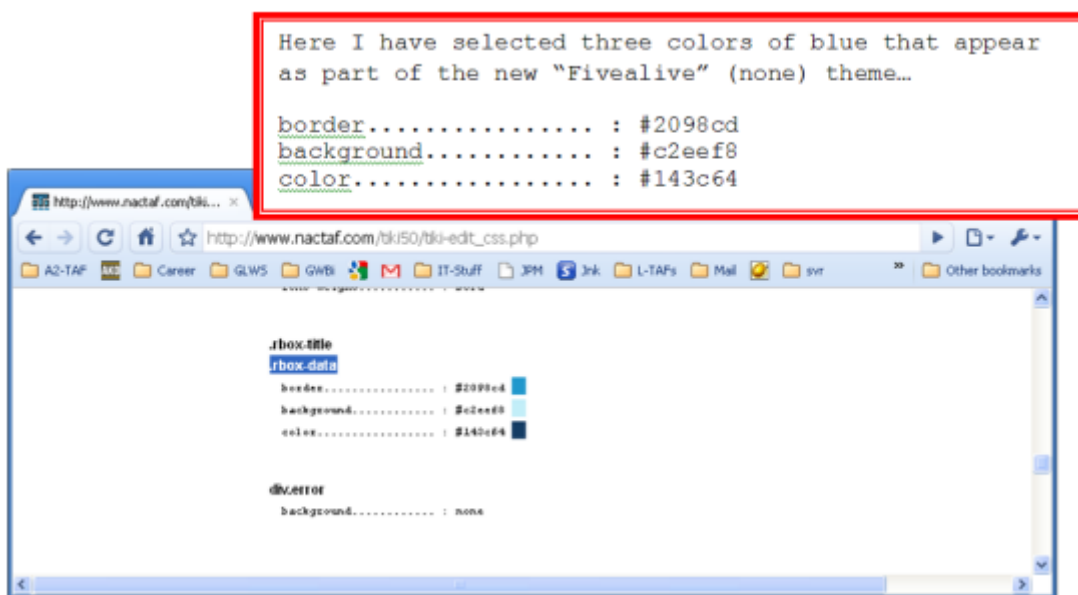 Here I have selected three colors of blue that appear
as part of the new “Fivealive” (none) theme…
border................ : #2098cd
background............ : #c2eef8
color................. : #143c64
http://www.nactaf.com/tiki...
http://www.nactaf.com/tiki50/tiki-edit_css.php
A2-TAF Career GLWS GWBi IT-Stuff JPM Jnk L-TAFs Mail svr » Other bookmarks
.rbox-title
.rbox-data
border................ : #2098cd
background............ : #c2eef8
color................. : #143c64
div.error
background............ : none